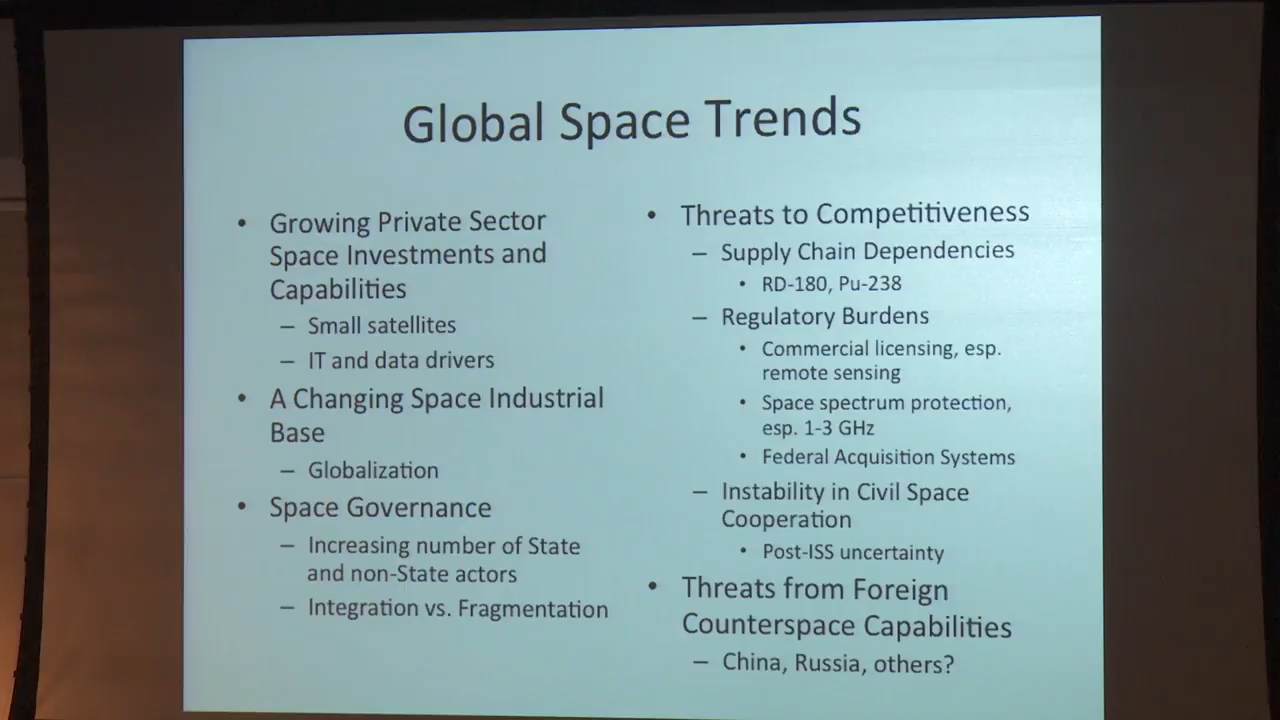 Global Space Trends
• Growing Private Sector
Space Investments and
Capabilities
– Small satellites
– IT and data drivers
• A Changing Space Industrial
Base
– Globalization
• Space Governance
– Increasing number of State
and non-State actors
– Integration vs. Fragmentation
• Threats to Competitiveness
– Supply Chain Dependencies
• RD-180, Pu-238
– Regulatory Burdens
• Commercial licensing, esp.
remote sensing
• Space spectrum protection,
esp. 1-3 GHz
• Federal Acquisition Systems
– Instability in Civil Space
Cooperation
• Post-ISS uncertainty
• Threats from Foreign
Counterspace Capabilities
– China, Russia, others?